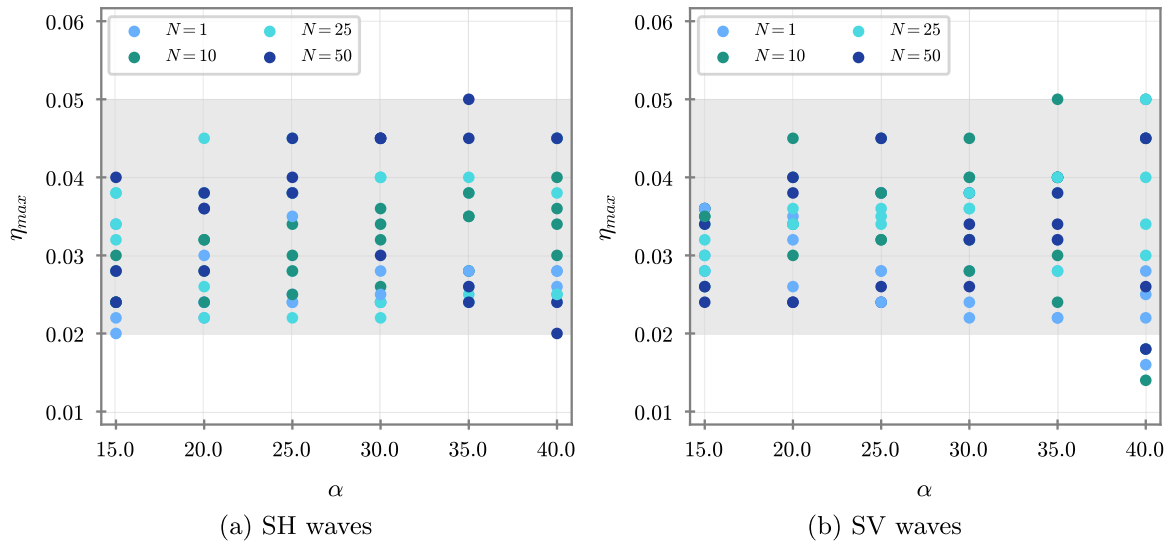 0.06
0.05
0.04
0.03
0.02
0.01
η_max
N = 1
N = 10
N = 25
N = 50
15.0 20.0 25.0 30.0 35.0 40.0
α
(a) SH waves
0.06
0.05
0.04
0.03
0.02
0.01
η_max
N = 1
N = 10
N = 25
N = 50
15.0 20.0 25.0 30.0 35.0 40.0
α
(b) SV waves